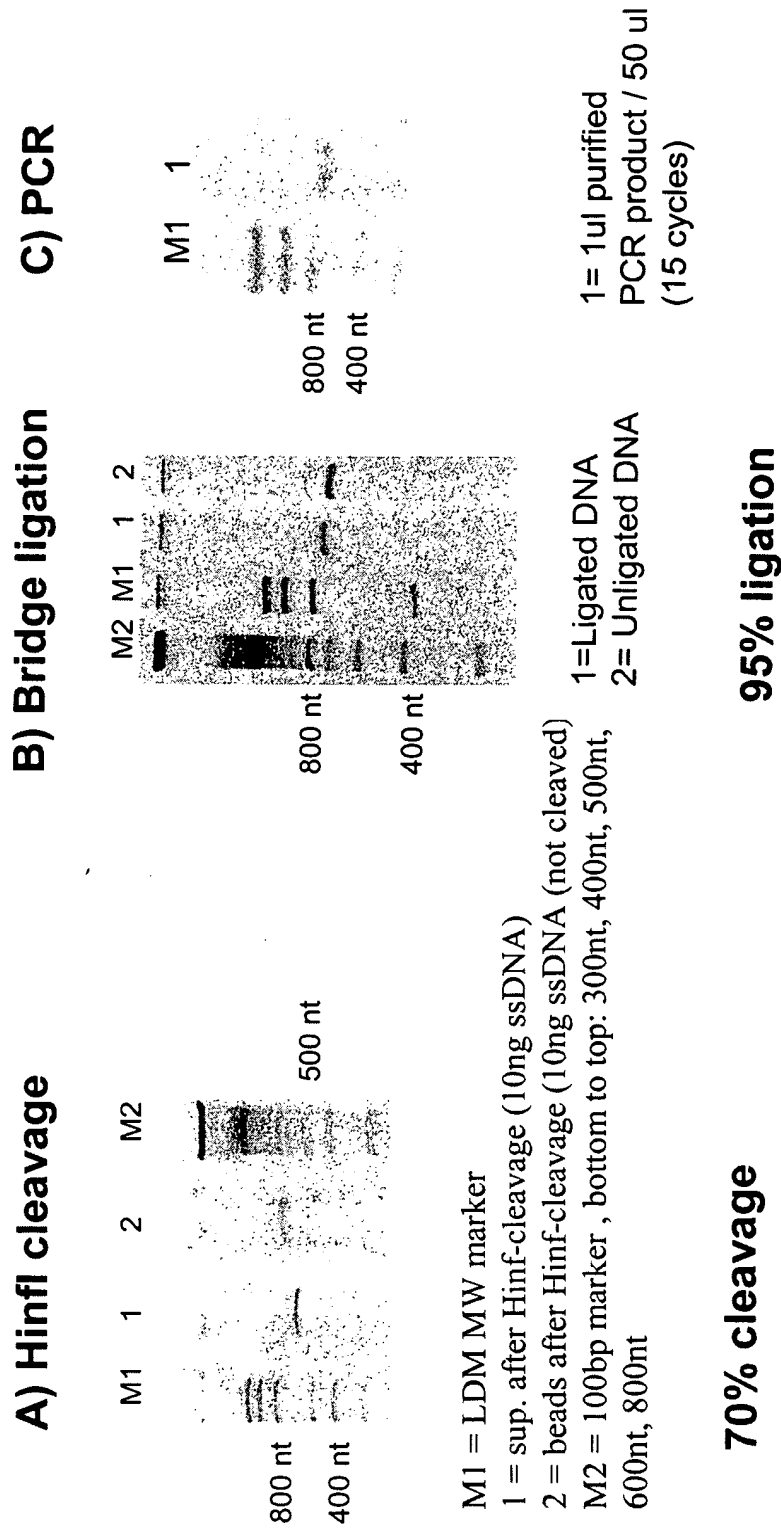 A) HinfI cleavage
M1 1 2 M2
800 nt
400 nt
500 nt
M1 = LDM MW marker
1 = sup. after Hinf-cleavage (10ng ssDNA)
2 = beads after Hinf-cleavage (10ng ssDNA (not cleaved)
M2 = 100bp marker , bottom to top: 300nt, 400nt, 500nt,
600nt, 800nt
70% cleavage
B) Bridge ligation
M2 M1 1 2
800 nt
400 nt
1=Ligated DNA
2= Unligated DNA
95% ligation
C) PCR
M1 1
800 nt
400 nt
1= 1ul purified
PCR product / 50 ul
(15 cycles)